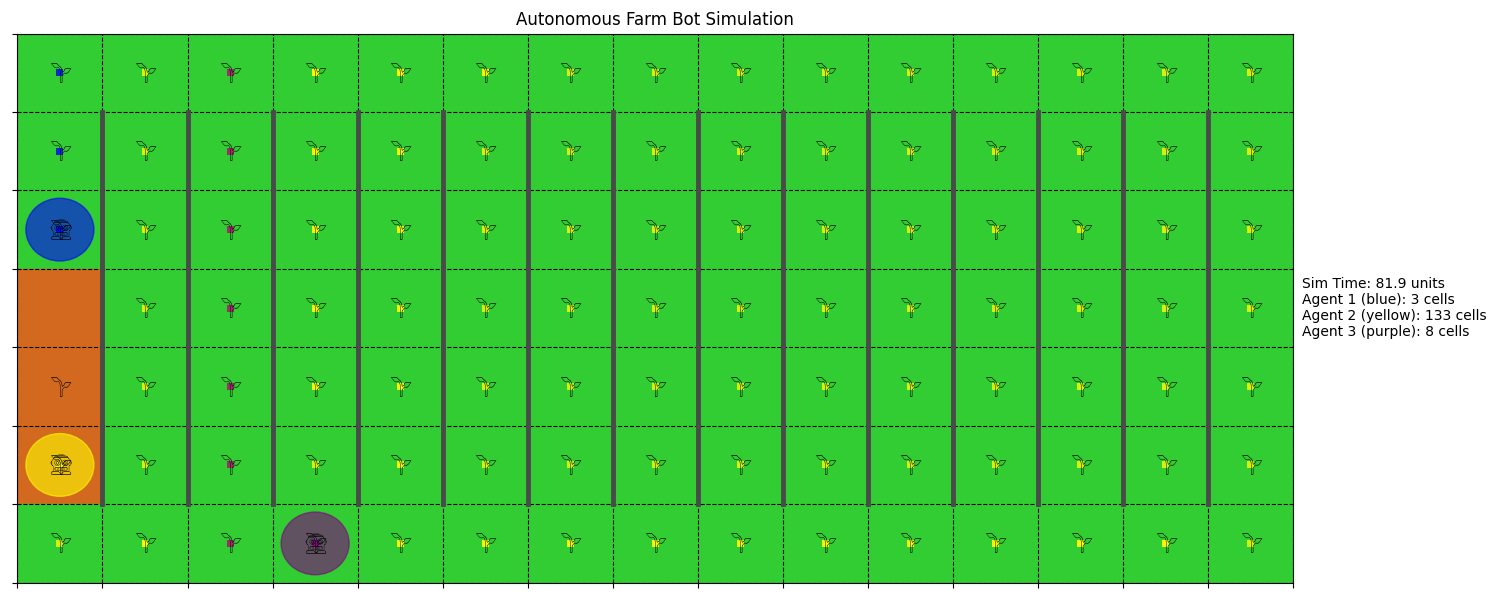 Autonomous Farm Bot Simulation
Sim Time: 81.9 units
Agent 1 (blue): 3 cells
Agent 2 (yellow): 133 cells
Agent 3 (purple): 8 cells